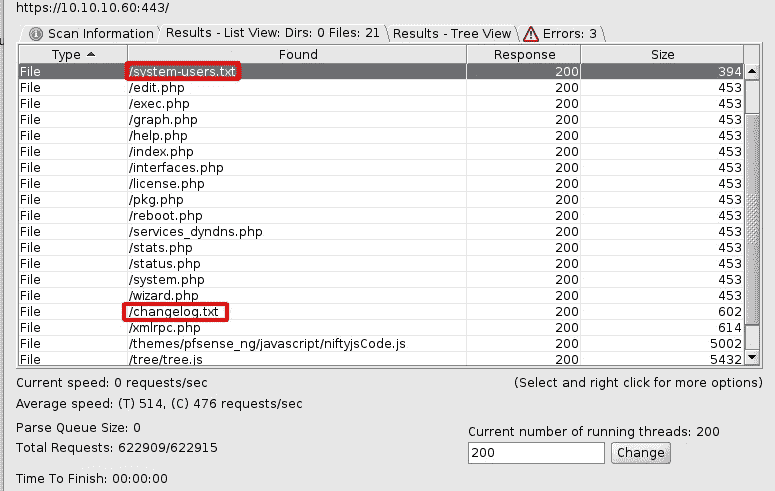 https://10.10.10.60:443/
Scan Information Results - List View: Dirs: 0 Files: 21 Results - Tree View Errors: 3
Type Found Response Size
File /system-users.txt 200 394
File /edit.php 200 453
File /exec.php 200 453
File /graph.php 200 453
File /help.php 200 453
File /index.php 200 453
File /interfaces.php 200 453
File /license.php 200 453
File /pkg.php 200 453
File /reboot.php 200 453
File /services_dyndns.php 200 453
File /stats.php 200 453
File /status.php 200 453
File /system.php 200 453
File /wizard.php 200 453
File /changelog.txt 200 602
File /xmlrpc.php 200 614
File /themes/pfsense_ng/javascript/niftyjsCode.js 200 5002
File /tree/tree.js 200 5432
Current speed: 0 requests/sec (Select and right click for more options)
Average speed: (T) 514, (C) 476 requests/sec
Parse Queue Size: 0 Current number of running threads: 200
Total Requests: 622909/622915 200 Change
Time To Finish: 00:00:00